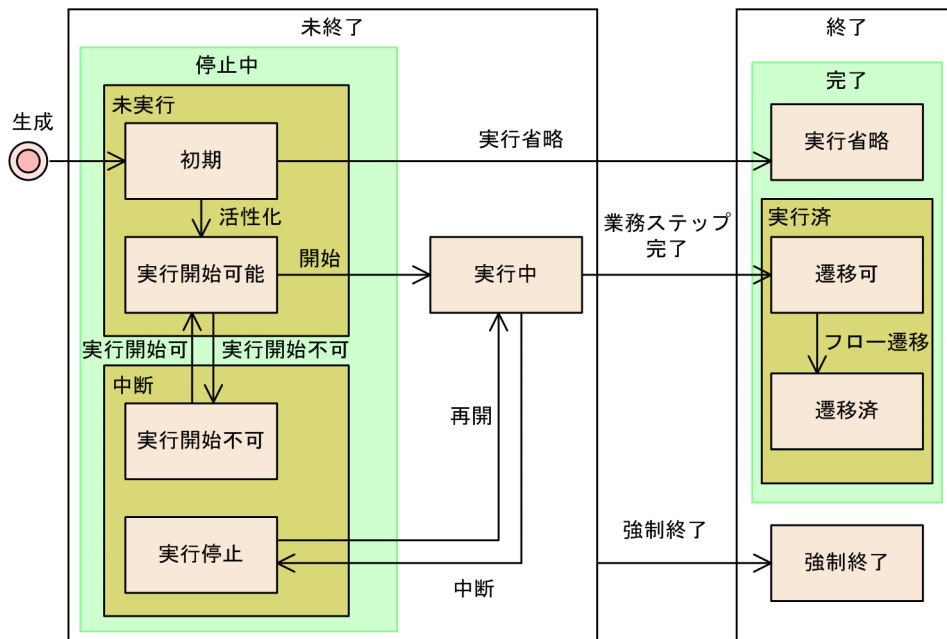 未終了
終了
停止中
完了
未実行
生成
初期
実行省略
実行省略
活性化
実行済
業務ステップ
完了
実行開始可能
開始
実行中
遷移可
実行開始可
実行開始不可
フロー遷移
中断
実行開始不可
再開
遷移済
実行停止
中断
強制終了
強制終了